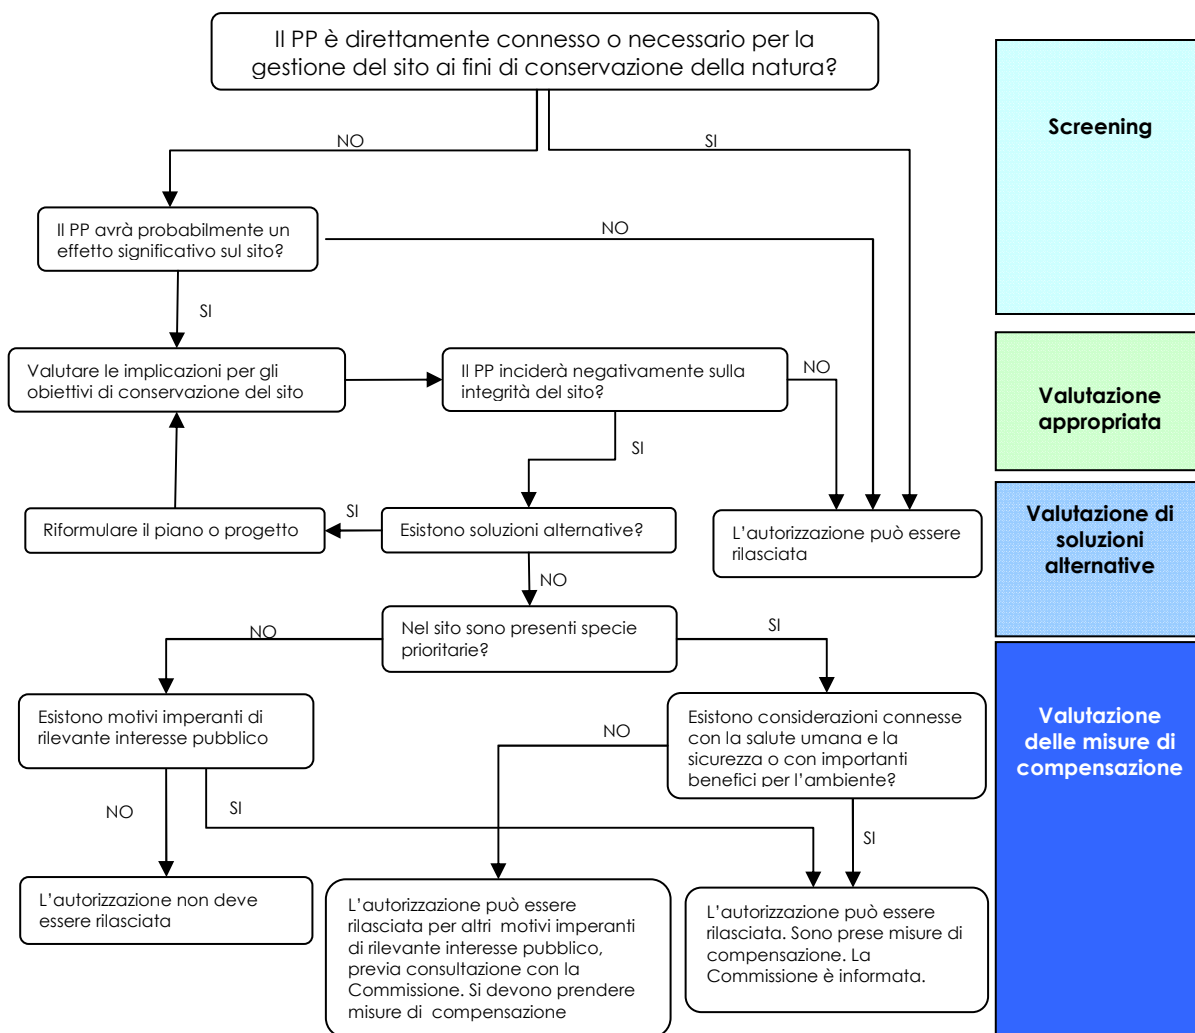 Il PP è direttamente connesso o necessario per la
gestione del sito ai fini di conservazione della natura?
Screening
NO
SI
Il PP avrà probabilmente un
effetto significativo sul sito?
NO
SI
Valutare le implicazioni per gli
obiettivi di conservazione del sito
Il PP inciderà negativamente sulla
integrità del sito?
NO
Valutazione
appropriata
SI
Riformulare il piano o progetto
SI
Esistono soluzioni alternative?
L'autorizzazione può essere
rilasciata
Valutazione di
soluzioni
alternative
NO
Nel sito sono presenti specie
prioritarie?
NO
SI
Esistono motivi imperanti di
rilevante interesse pubblico
NO
Esistono considerazioni connesse
con la salute umana e la
sicurezza o con importanti
benefici per l'ambiente?
Valutazione
delle misure di
compensazione
NO
SI
SI
L'autorizzazione non deve
essere rilasciata
L'autorizzazione può essere
rilasciata per altri motivi imperanti
di rilevante interesse pubblico,
previa consultazione con la
Commissione. Si devono prendere
misure di compensazione
L'autorizzazione può essere
rilasciata. Sono prese misure di
compensazione. La
Commissione è informata.